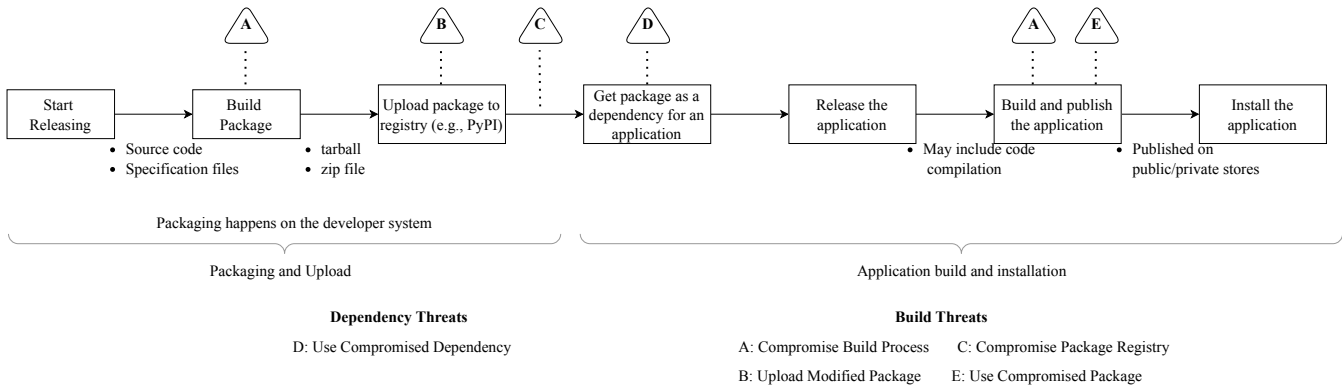 A
B
C
D
A
E
Start
Releasing
Build
Package
Upload package to
registry (e.g., PyPI)
Get package as a
dependency for an
application
Release the
application
Build and publish
the application
Install the
application
• Source code
• Specification files
• tarball
• zip file
• May include code
compilation
• Published on
public/private stores
Packaging happens on the developer system
Packaging and Upload
Application build and installation
Dependency Threats
D: Use Compromised Dependency
Build Threats
A: Compromise Build Process C: Compromise Package Registry
B: Upload Modified Package E: Use Compromised Package